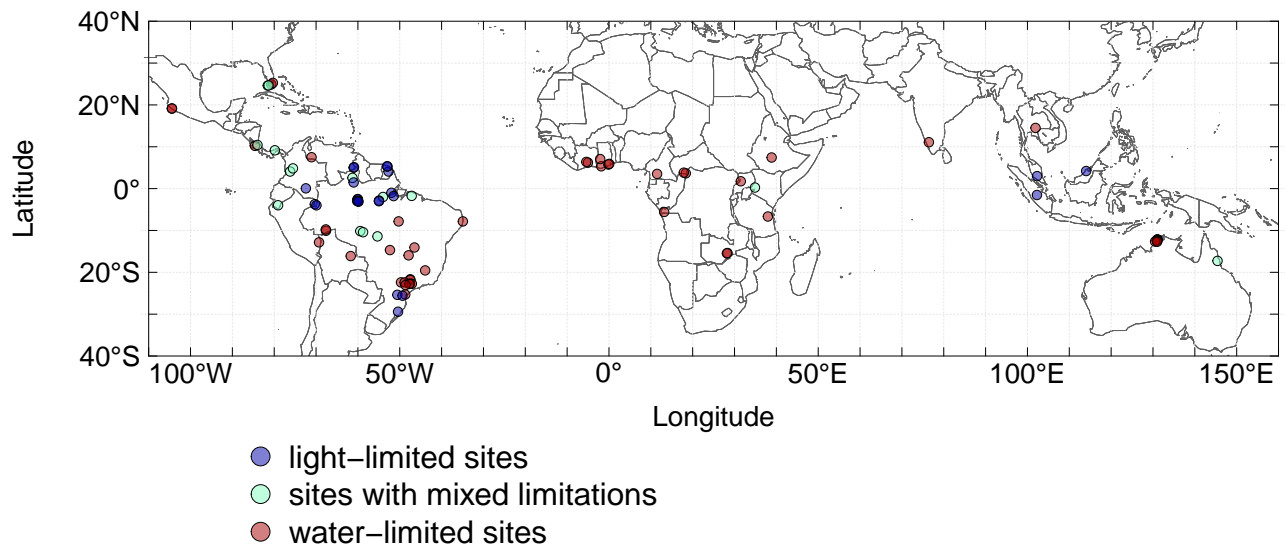 40°N
20°N
0°
20°S
40°S
Latitude
100°W 50°W 0° 50°E 100°E 150°E
Longitude
light−limited sites
sites with mixed limitations
water−limited sites